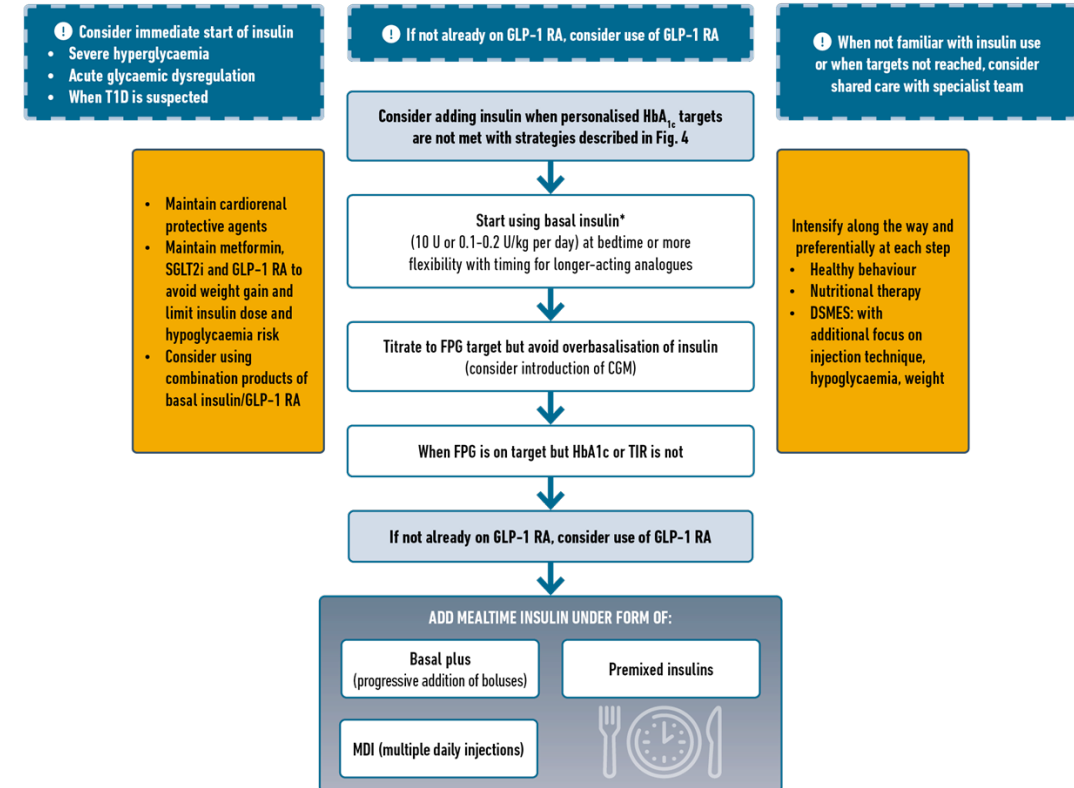 ! Consider immediate start of insulin
• Severe hyperglycaemia
• Acute glycaemic dysregulation
• When T1D is suspected
! If not already on GLP-1 RA, consider use of GLP-1 RA
! When not familiar with insulin use
or when targets not reached, consider
shared care with specialist team
Consider adding insulin when personalised HbA1c targets
are not met with strategies described in Fig. 4
• Maintain cardiorenal
protective agents
• Maintain metformin,
SGLT2i and GLP-1 RA to
avoid weight gain and
limit insulin dose and
hypoglycaemia risk
• Consider using
combination products of
basal insulin/GLP-1 RA
Start using basal insulin*
(10 U or 0.1-0.2 U/kg per day) at bedtime or more
flexibility with timing for longer-acting analogues
Intensify along the way and
preferentially at each step
• Healthy behaviour
• Nutritional therapy
• DSMES: with
additional focus on
injection technique,
hypoglycaemia, weight
Titrate to FPG target but avoid overbasalisation of insulin
(consider introduction of CGM)
When FPG is on target but HbA1c or TIR is not
If not already on GLP-1 RA, consider use of GLP-1 RA
ADD MEALTIME INSULIN UNDER FORM OF:
Basal plus
(progressive addition of boluses)
Premixed insulins
MDI (multiple daily injections)